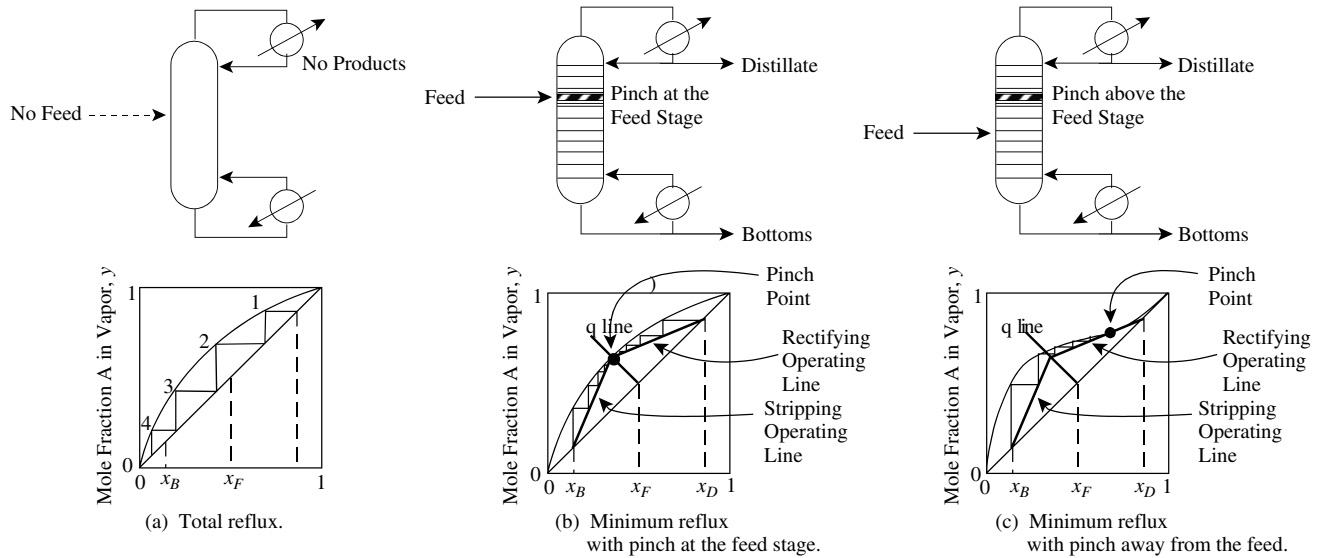 No Products
No Feed
Distillate
Feed
Pinch at the
Feed Stage
Bottoms
Distillate
Pinch above the
Feed Stage
Feed
Bottoms
Mole Fraction A in Vapor, y
1
1
2
3
4
0
0
x_B
x_F
1
(a) Total reflux.
Mole Fraction A in Vapor, y
1
q line
Pinch
Point
Rectifying
Operating
Line
Stripping
Operating
Line
0
0
x_B
x_F
x_D
1
(b) Minimum reflux
with pinch at the feed stage.
Mole Fraction A in Vapor, y
1
q line
Pinch
Point
Rectifying
Operating
Line
Stripping
Operating
Line
0
0
x_B
x_F
x_D
1
(c) Minimum reflux
with pinch away from the feed.